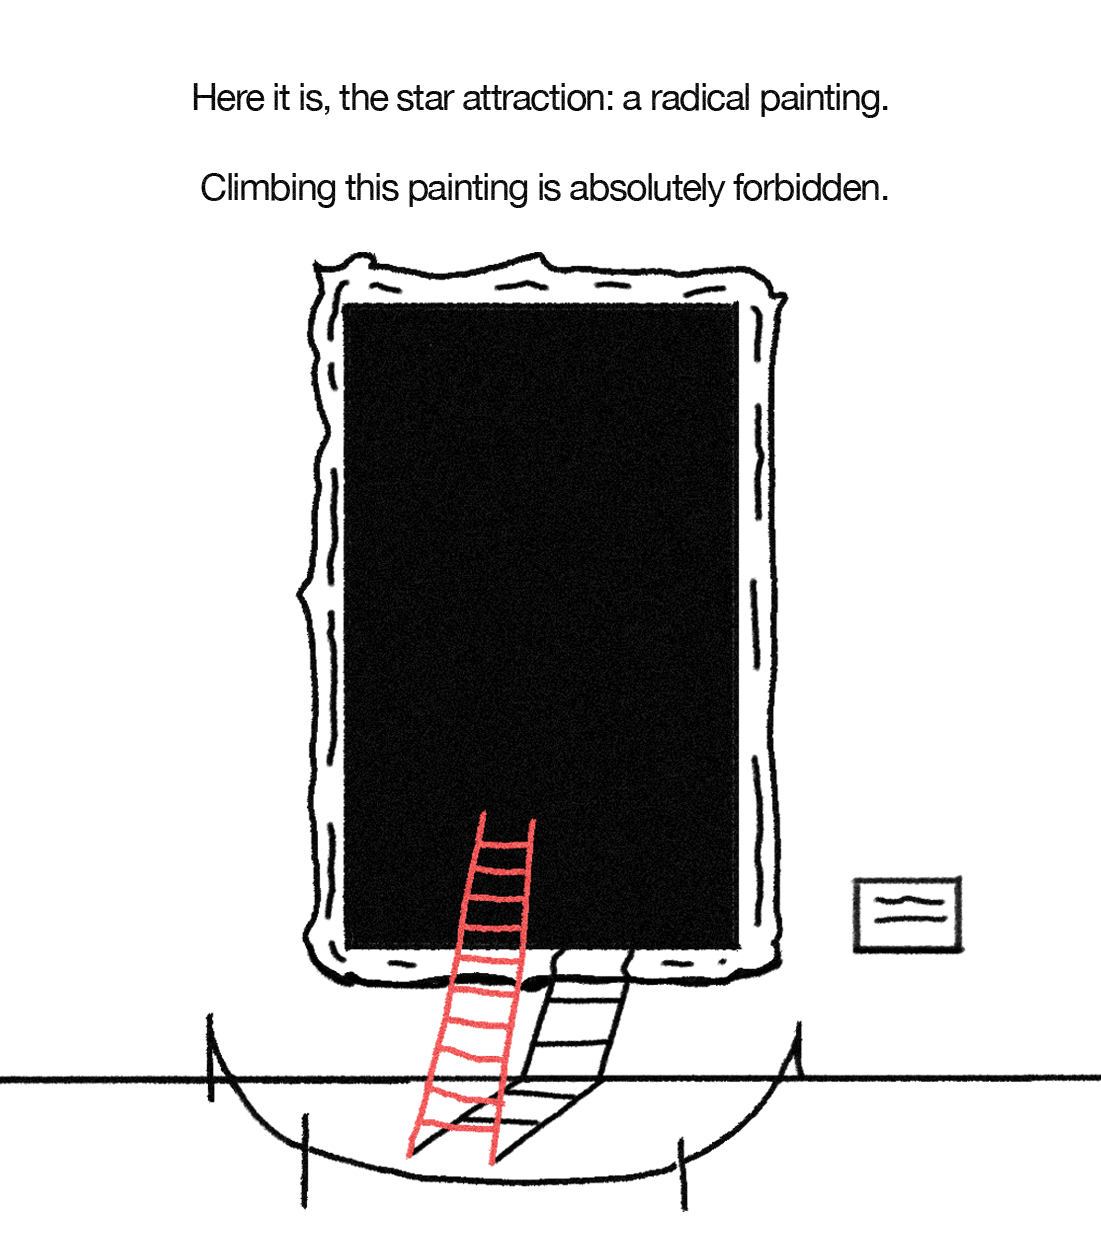 Here it is, the star attraction: a radical painting.
Climbing this painting is absolutely forbidden.